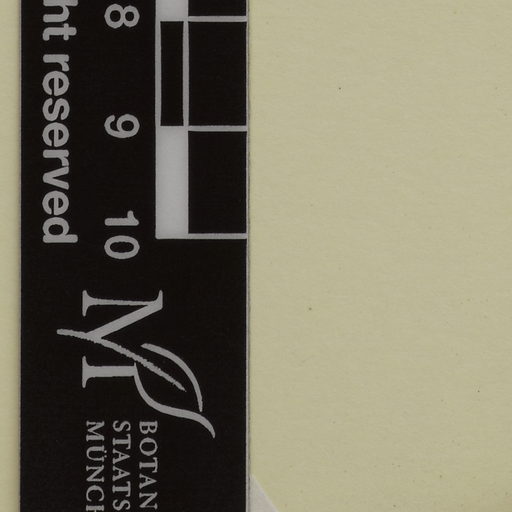 ht reserved
8
9
10
M
BOTAN
STAATS
MÜNCH